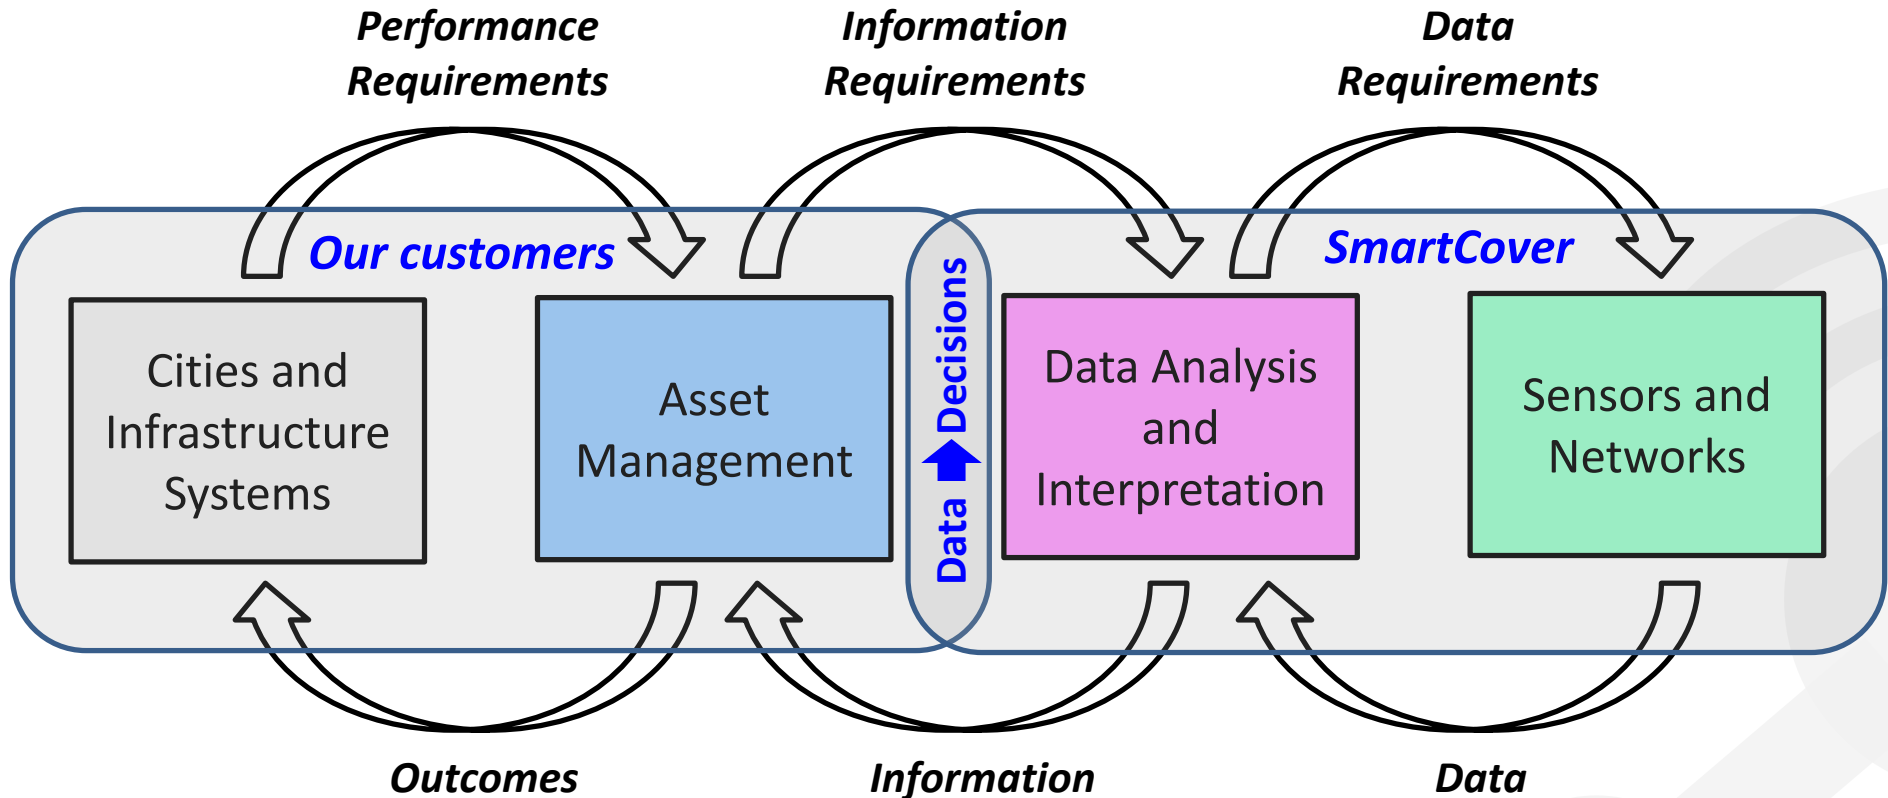 Performance
Requirements
Information
Requirements
Data
Requirements
Our customers
SmartCover
Cities and
Infrastructure
Systems
Asset
Management
Data
Decisions
Data Analysis
and
Interpretation
Sensors and
Networks
Outcomes
Information
Data